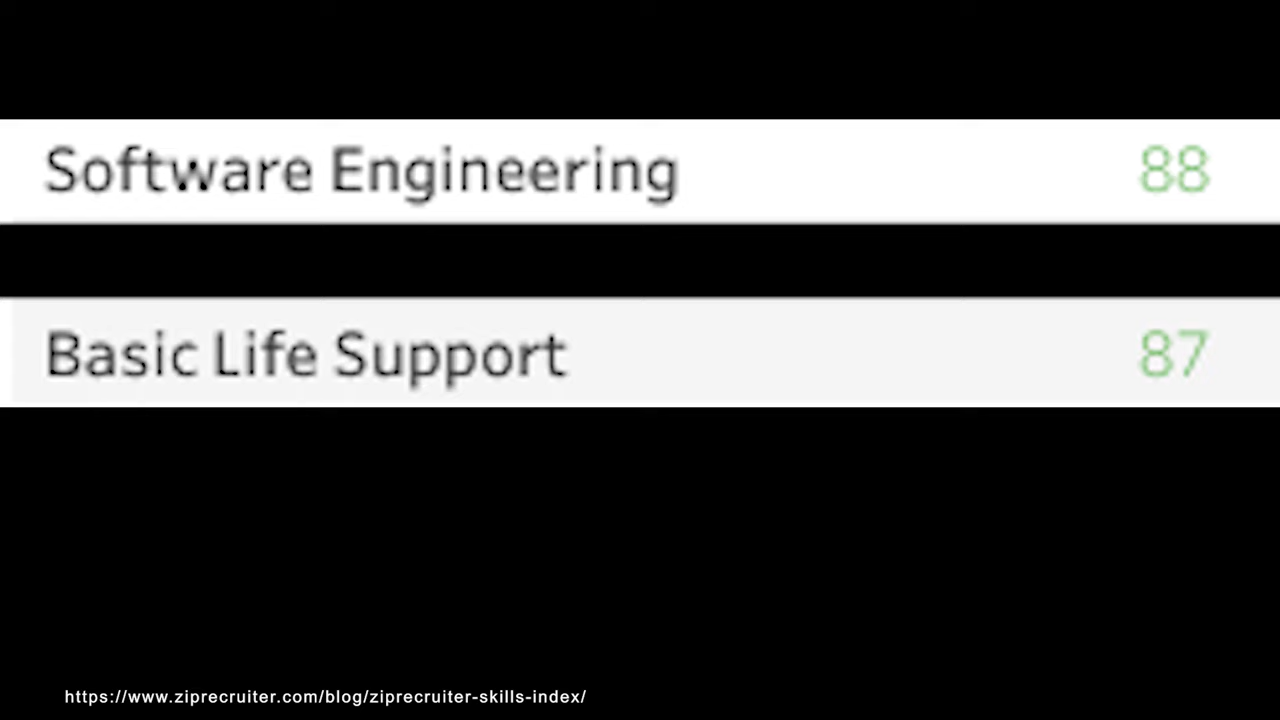 Software Engineering 88
Basic Life Support 87
https://www.ziprecruiter.com/blog/ziprecruiter-skills-index/